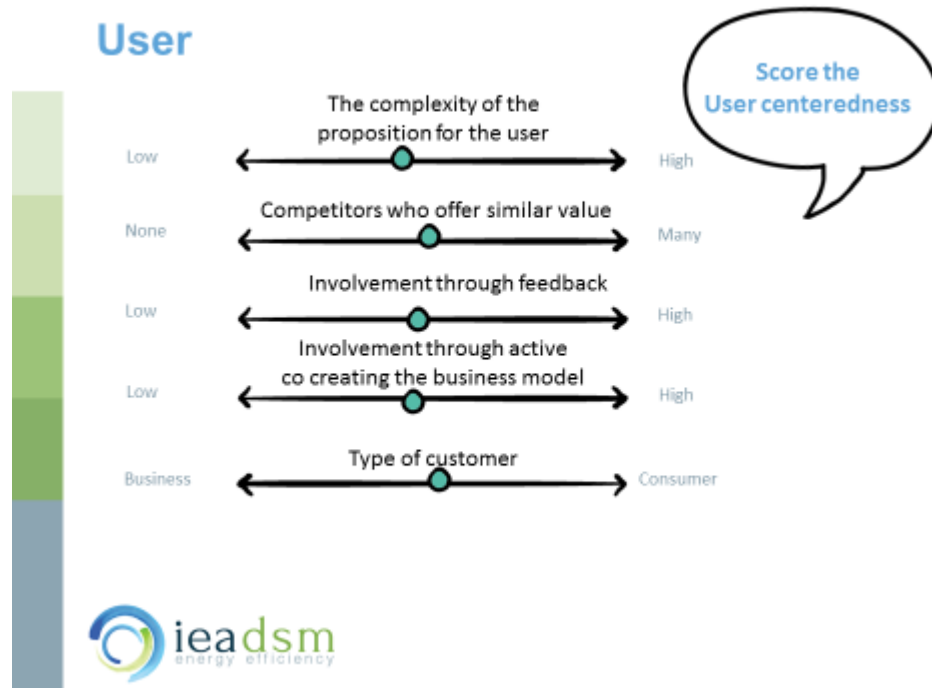 User
Score the
User centeredness
The complexity of the
proposition for the user
Low
High
Competitors who offer similar value
None
Many
Involvement through feedback
Low
High
Involvement through active
co creating the business model
Low
High
Type of customer
Business
Consumer
ieadsm
energy efficiency